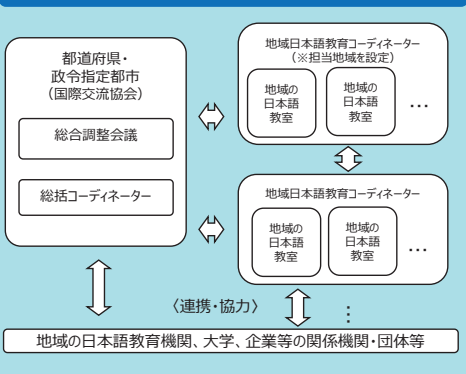 都道府県・
政令指定都市
(国際交流協会)
総合調整会議
総括コーディネーター
地域日本語教育コーディネーター
(※担当地域を設定)
地域の
日本語
教室
地域の
日本語
教室
…
地域日本語教育コーディネーター
地域の
日本語
教室
地域の
日本語
教室
…
〈連携・協力〉
⋮
地域の日本語教育機関、大学、企業等の関係機関・団体等